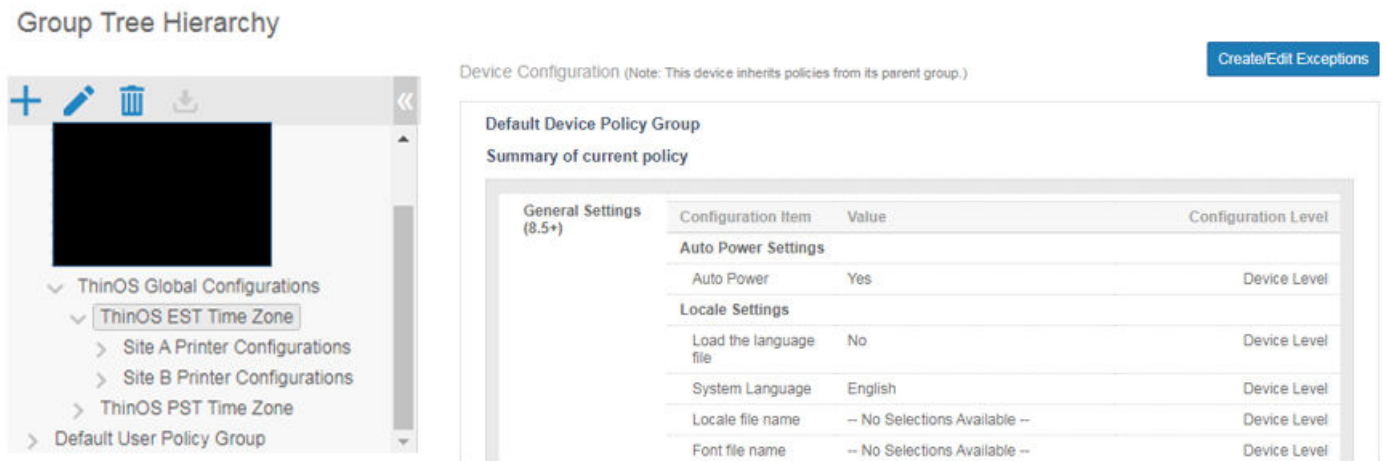 Group Tree Hierarchy
Create/Edit Exceptions
Device Configuration (Note: This device inherits policies from its parent group.)
Default Device Policy Group
Summary of current policy
ThinOS Global Configurations
ThinOS EST Time Zone
Site A Printer Configurations
Site B Printer Configurations
ThinOS PST Time Zone
Default User Policy Group
General Settings
(8.5+)
Configuration Item Value Configuration Level
Auto Power Settings
Auto Power Yes Device Level
Locale Settings
Load the language No Device Level
file
System Language English Device Level
Locale file name -- No Selections Available -- Device Level
Font file name -- No Selections Available -- Device Level